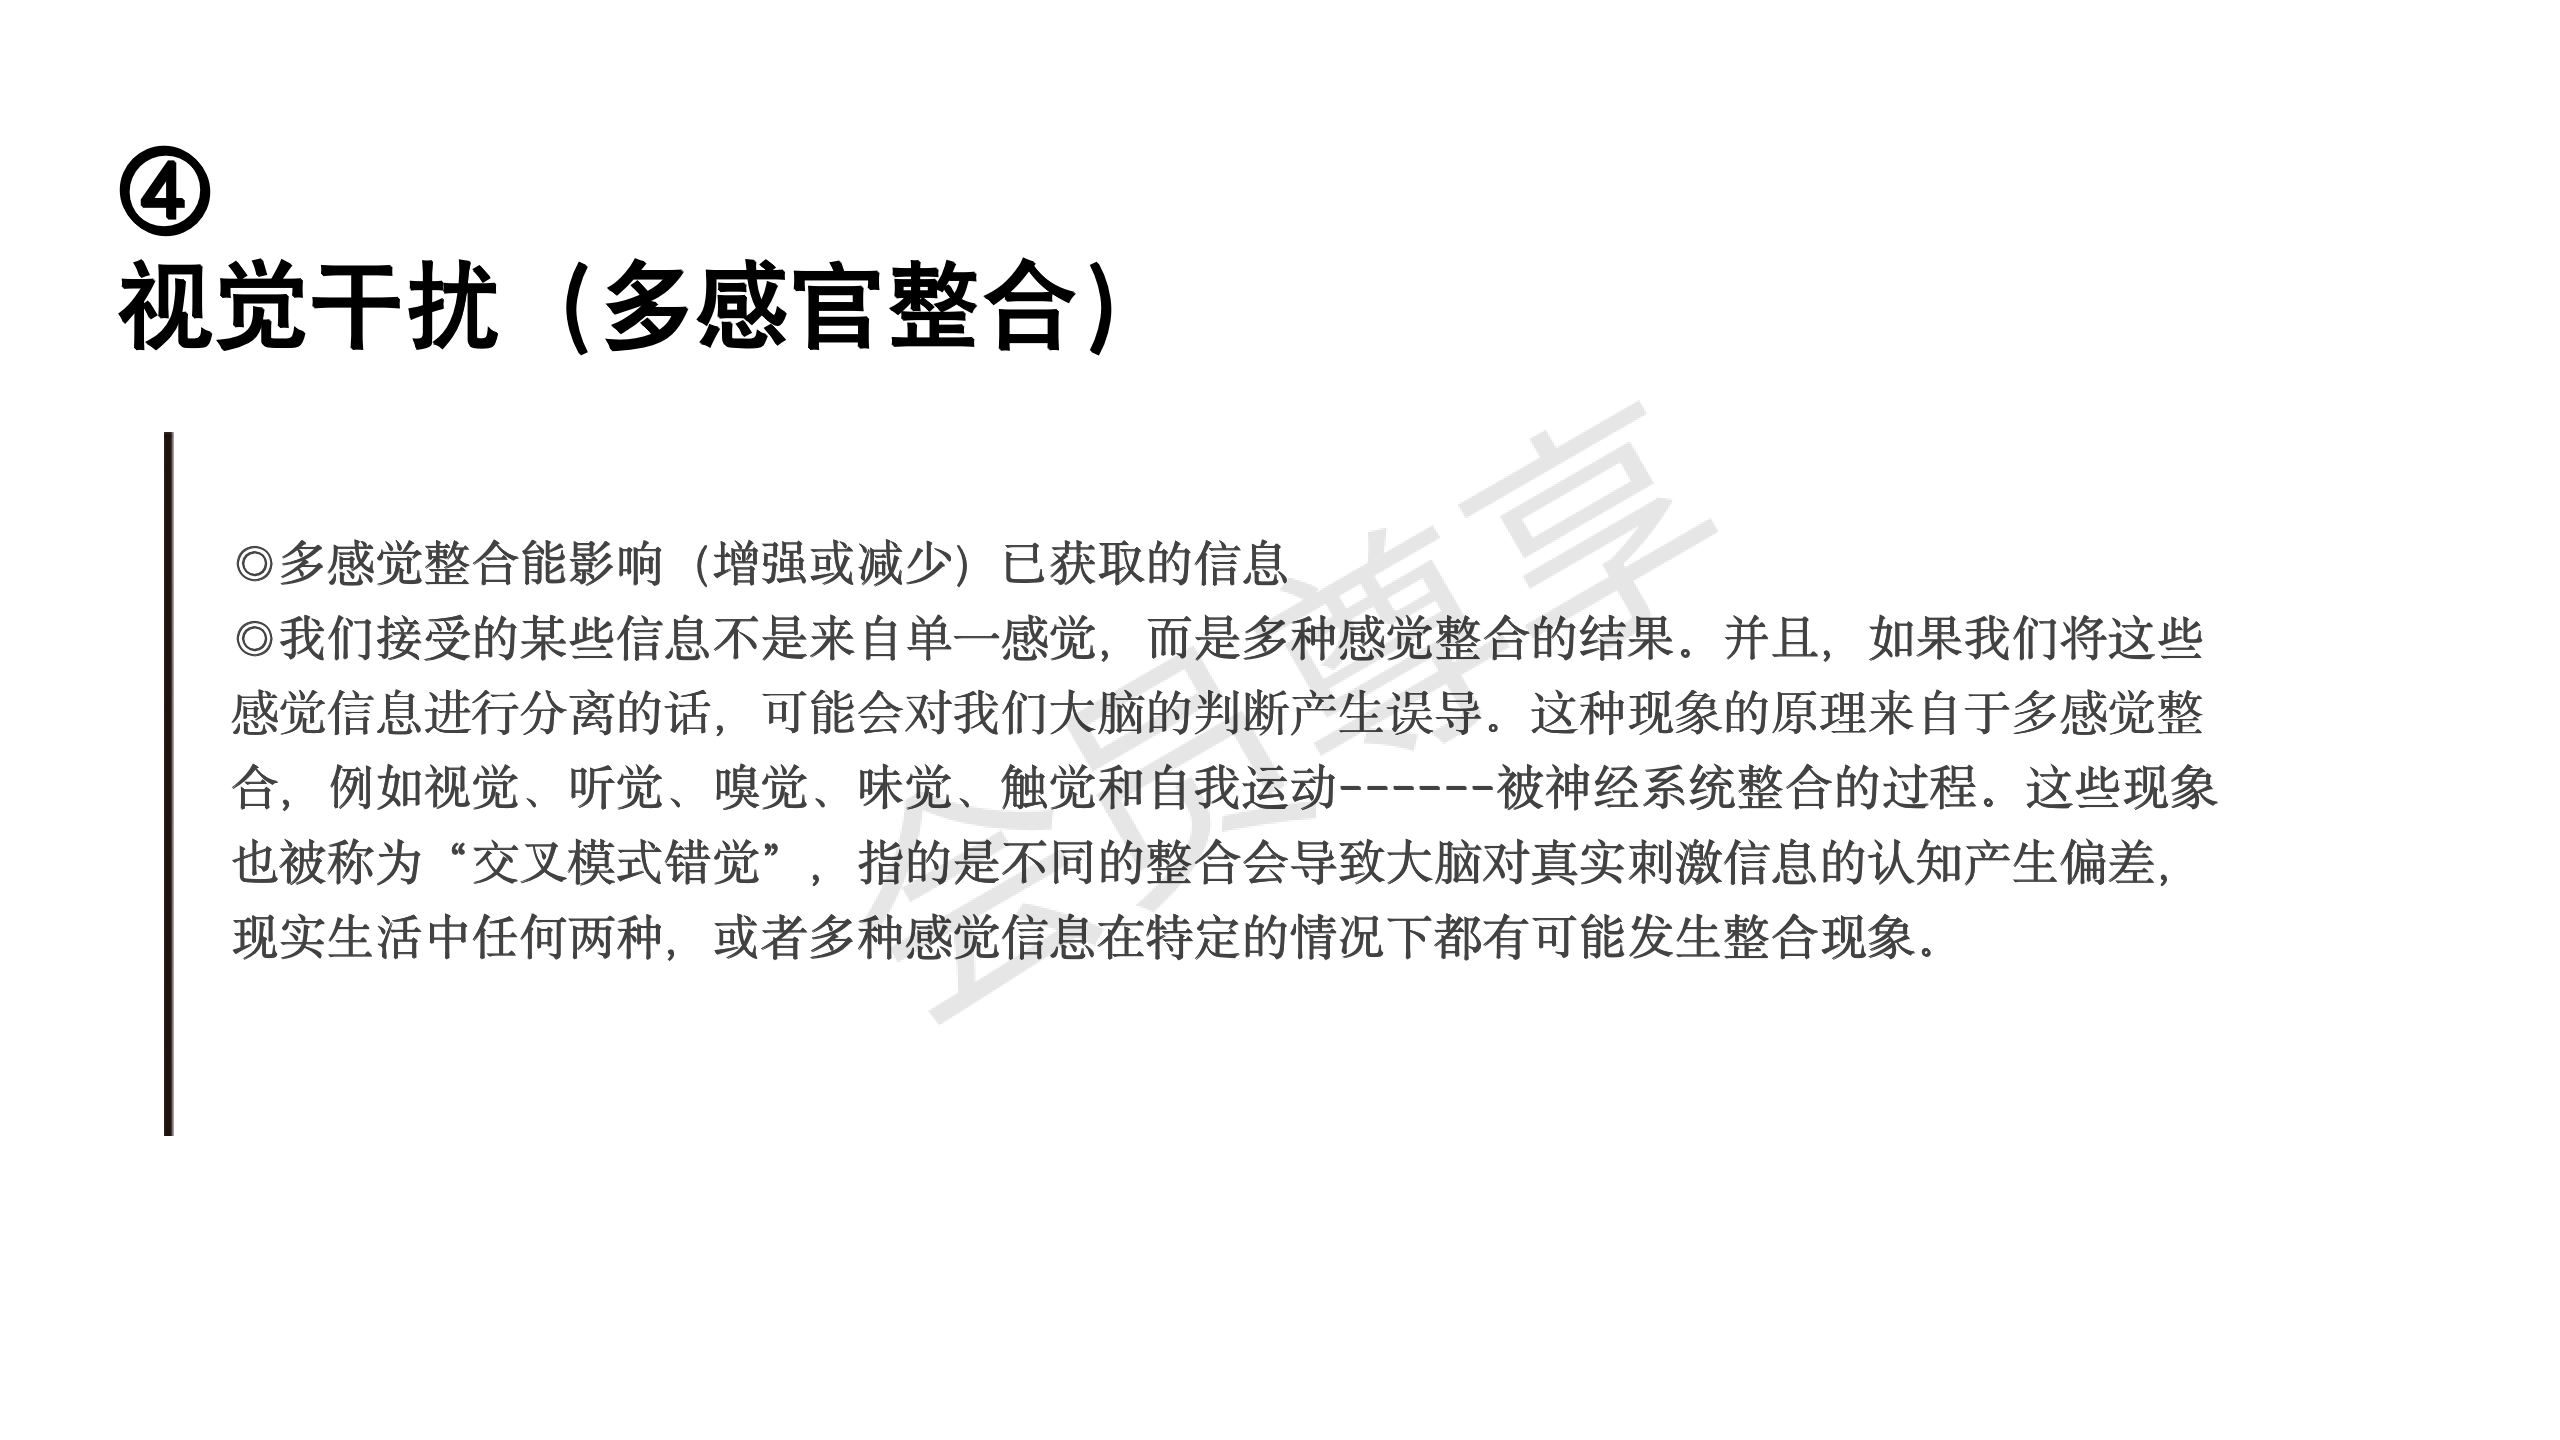 ④
视觉干扰（多感官整合）
◎多感觉整合能影响（增强或减少）已获取的信息
◎我们接受的某些信息不是来自单一感觉，而是多种感觉整合的结果。并且，如果我们将这些
感觉信息进行分离的话，可能会对我们大脑的判断产生误导。这种现象的原理来自于多感觉整
合，例如视觉、听觉、嗅觉、味觉、触觉和自我运动------被神经系统整合的过程。这些现象
也被称为“交叉模式错觉”，指的是不同的整合会导致大脑对真实刺激信息的认知产生偏差，
现实生活中任何两种，或者多种感觉信息在特定的情况下都有可能发生整合现象。
会员尊享